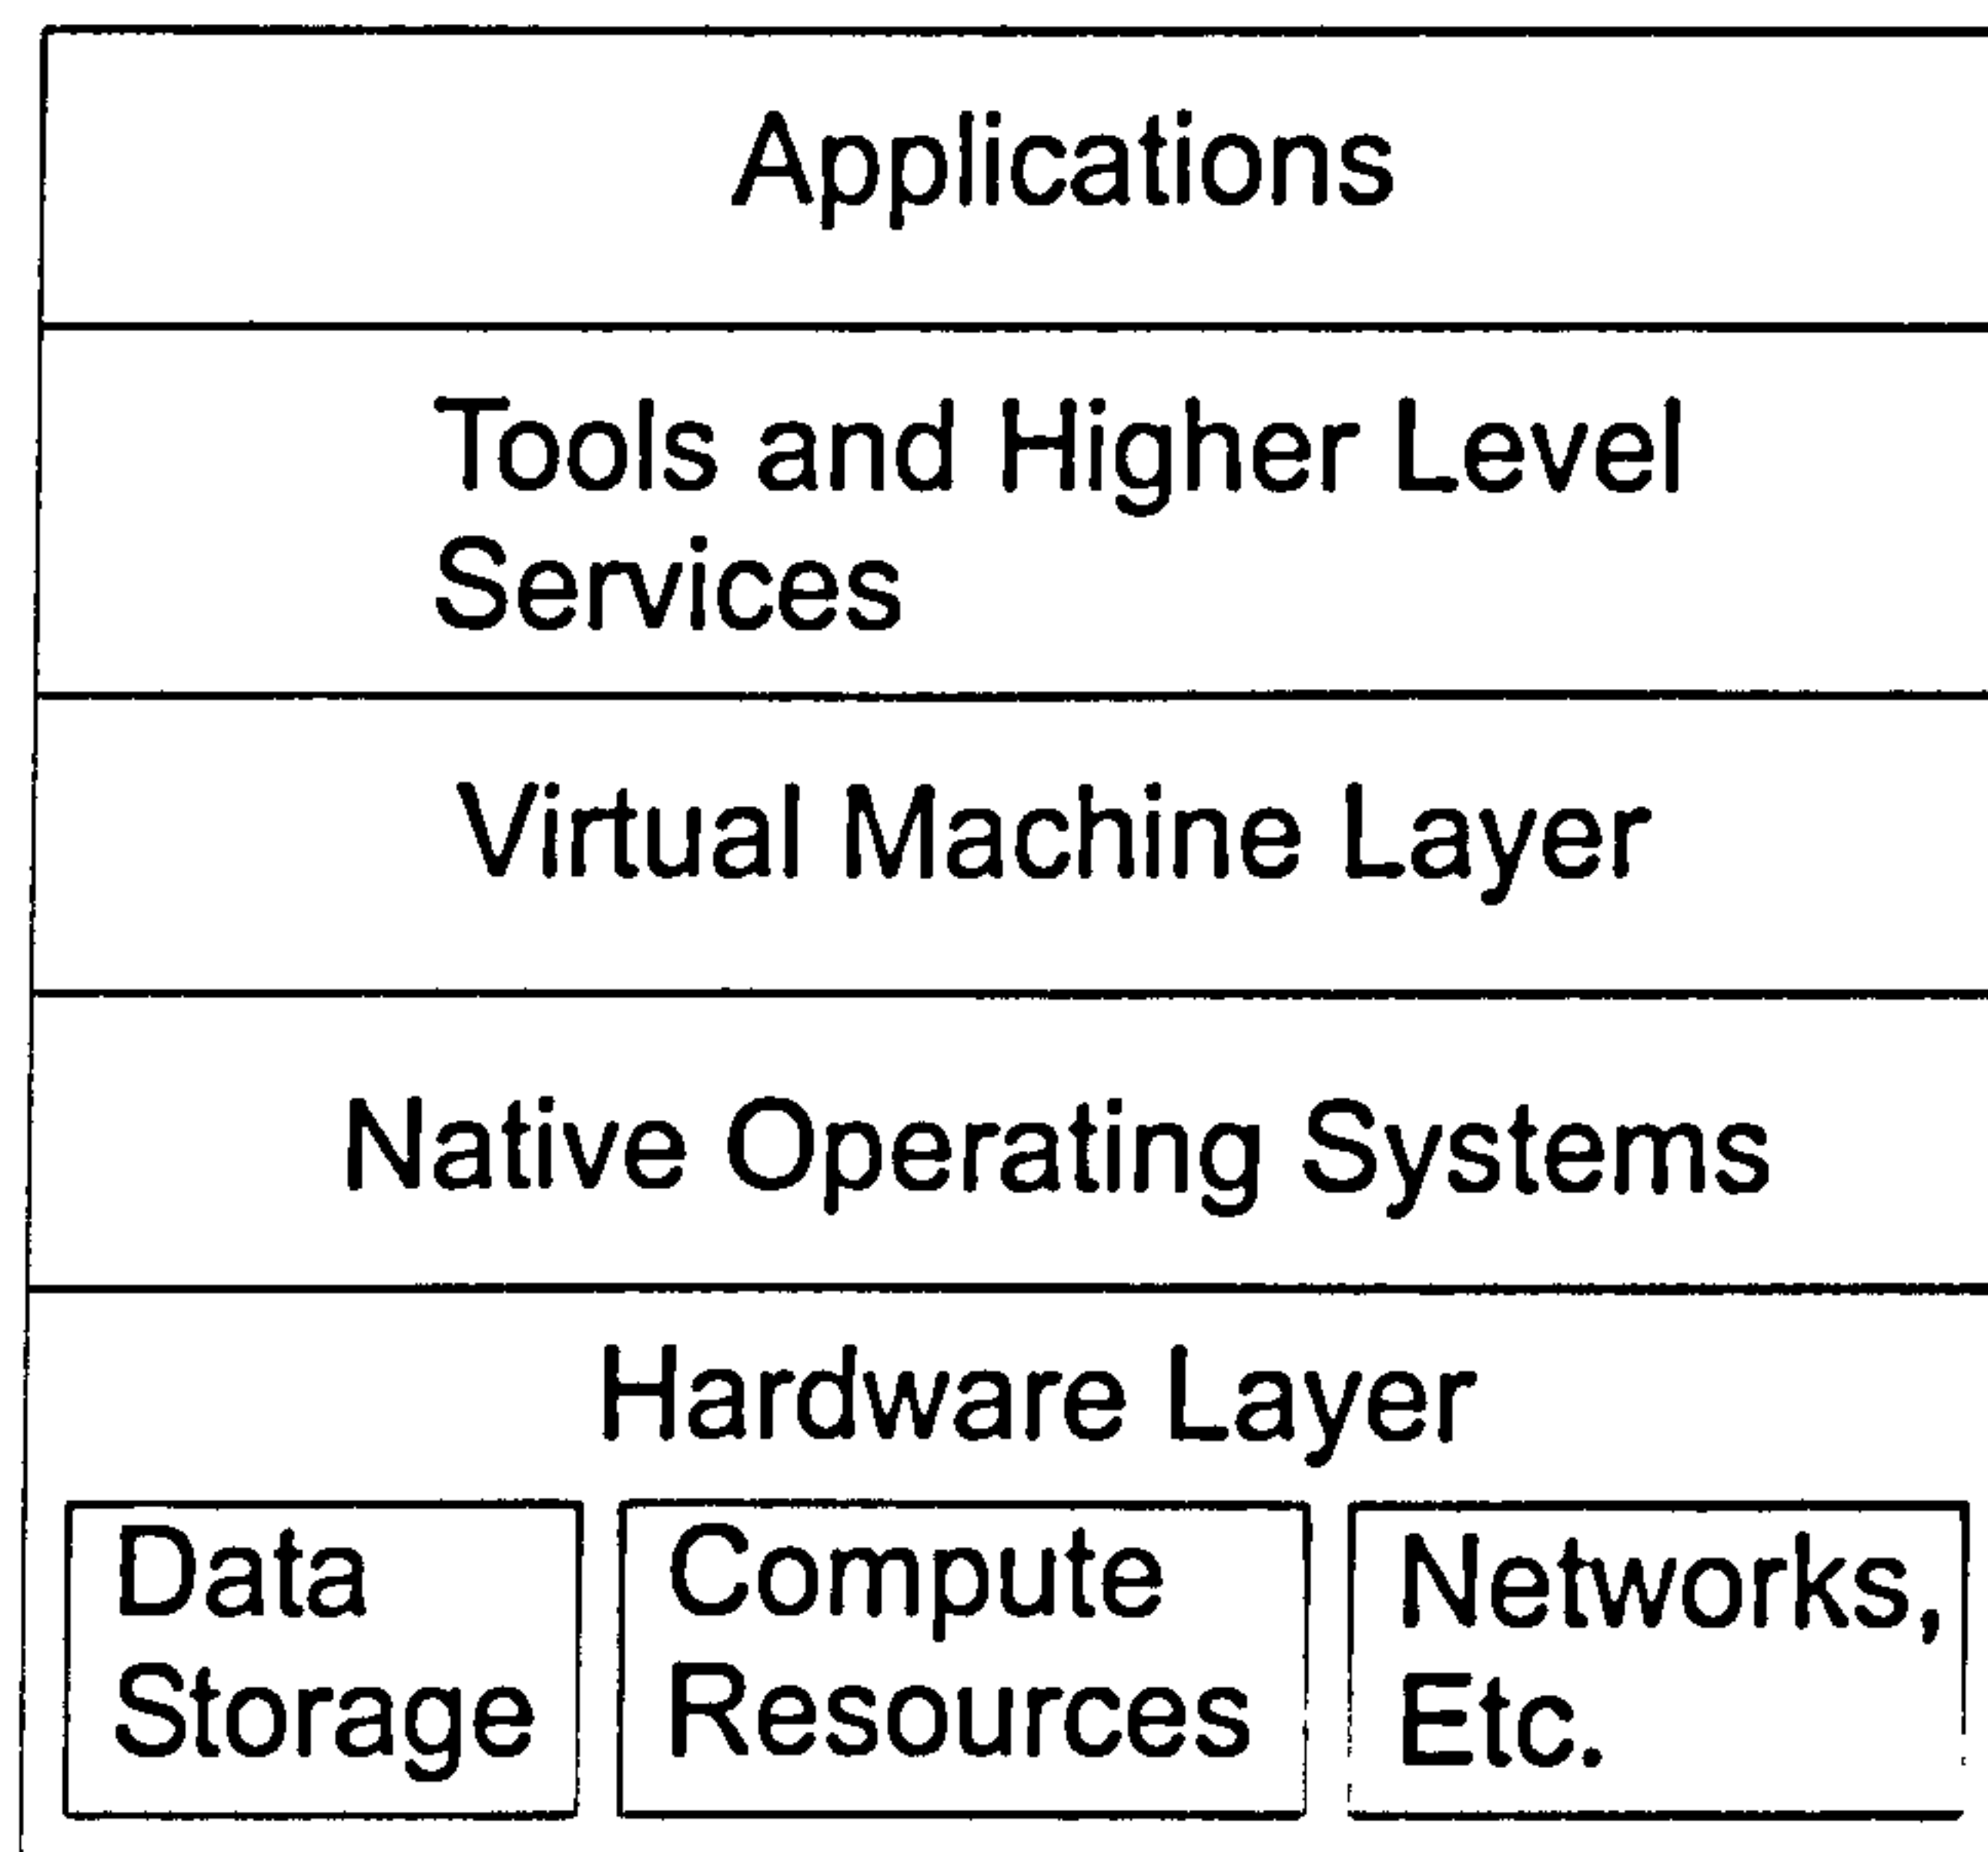 Applications
Tools and Higher Level
Services
Virtual Machine Layer
Native Operating Systems
Hardware Layer
Data
Storage
Compute
Resources
Networks,
Etc.